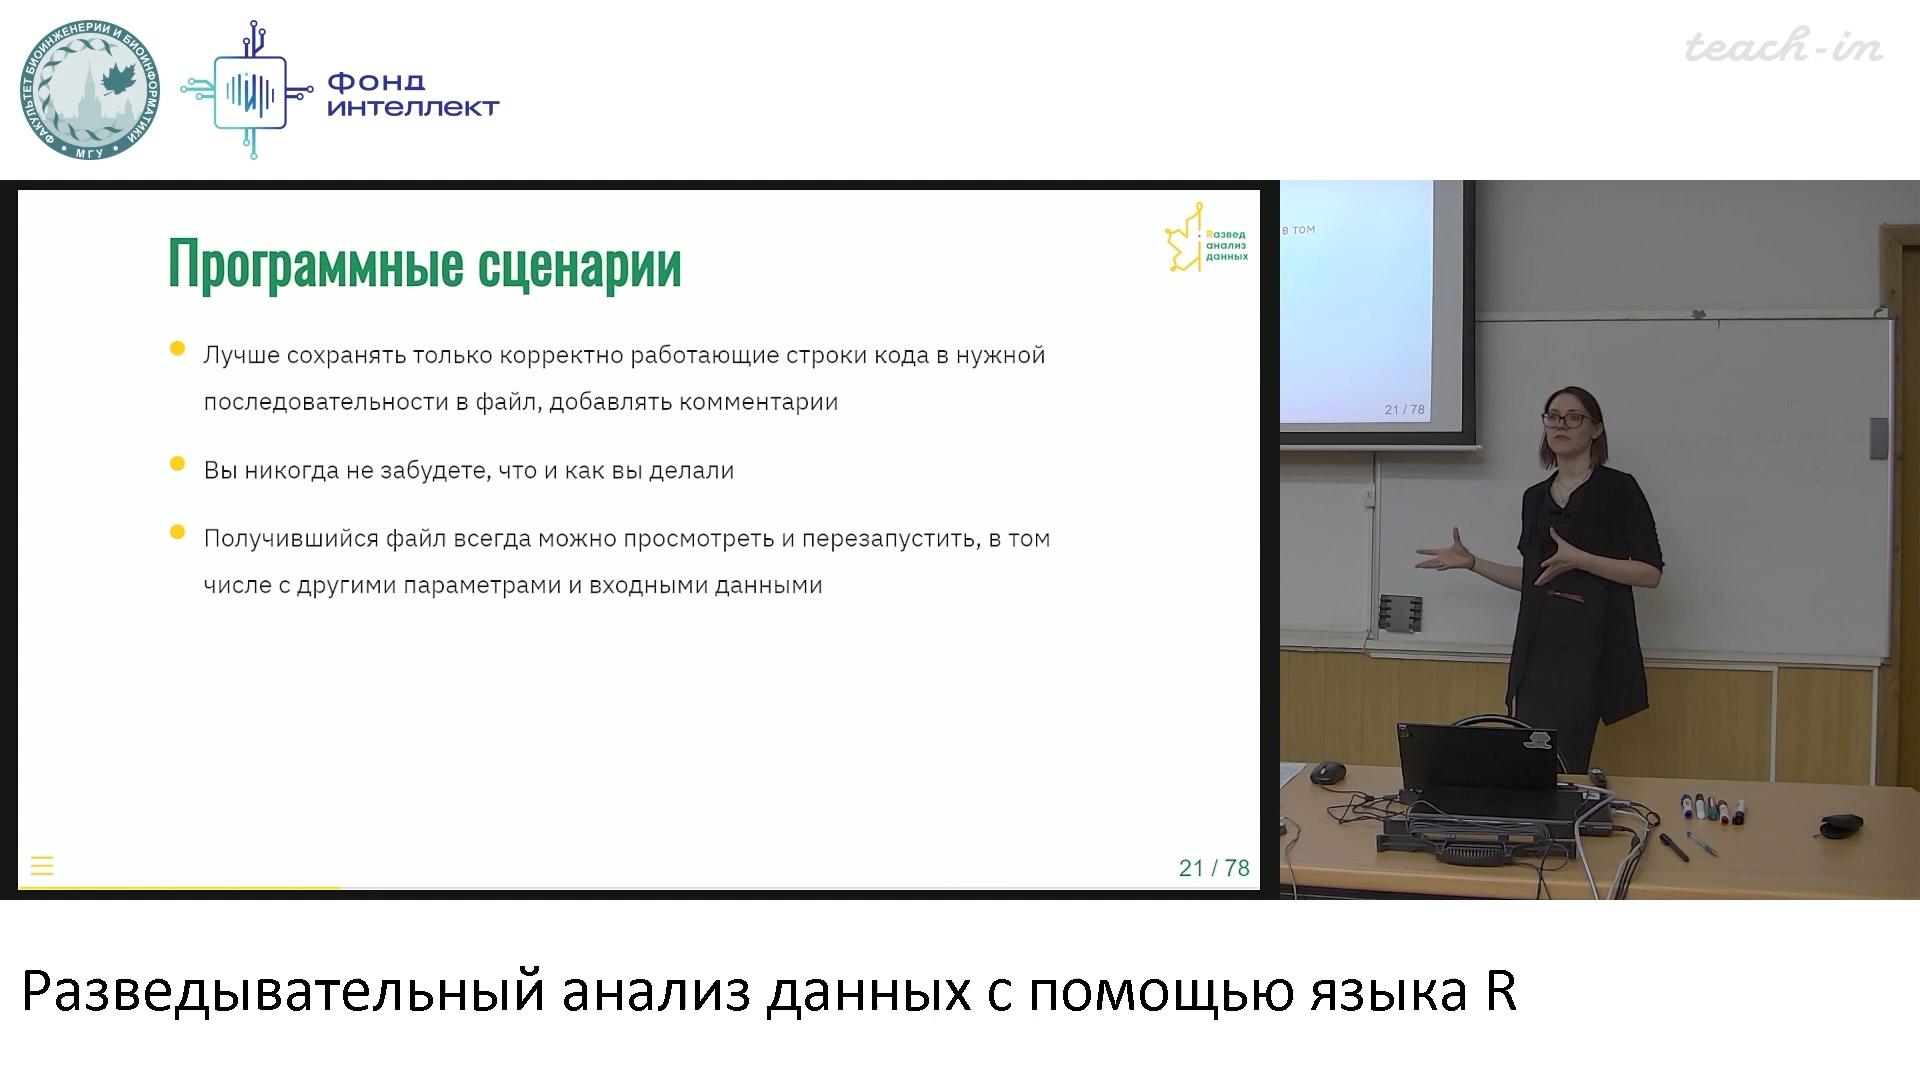 ФАКУЛЬТЕТ БИОИНЖЕНЕРИИ И БИОИНФОРМАТИКИ
• МГУ •
ФОНД
ИНТЕЛЛЕКТ
teach-in
Программные сценарии
Rазвед
анализ
данных
Лучше сохранять только корректно работающие строки кода в нужной
последовательности в файл, добавлять комментарии
Вы никогда не забудете, что и как вы делали
Получившийся файл всегда можно просмотреть и перезапустить, в том
числе с другими параметрами и входными данными
21 / 78
в том
21 / 78
Разведывательный анализ данных с помощью языка R